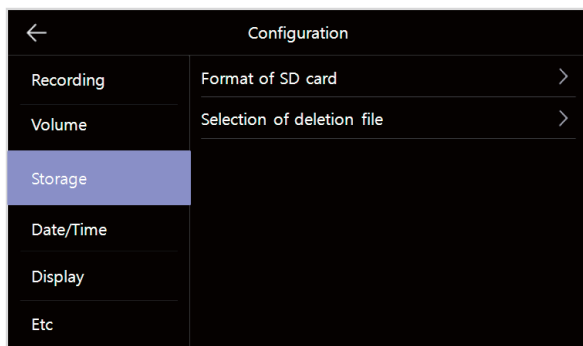 Configuration
Recording
Volume
Storage
Date/Time
Display
Etc
Format of SD card
Selection of deletion file